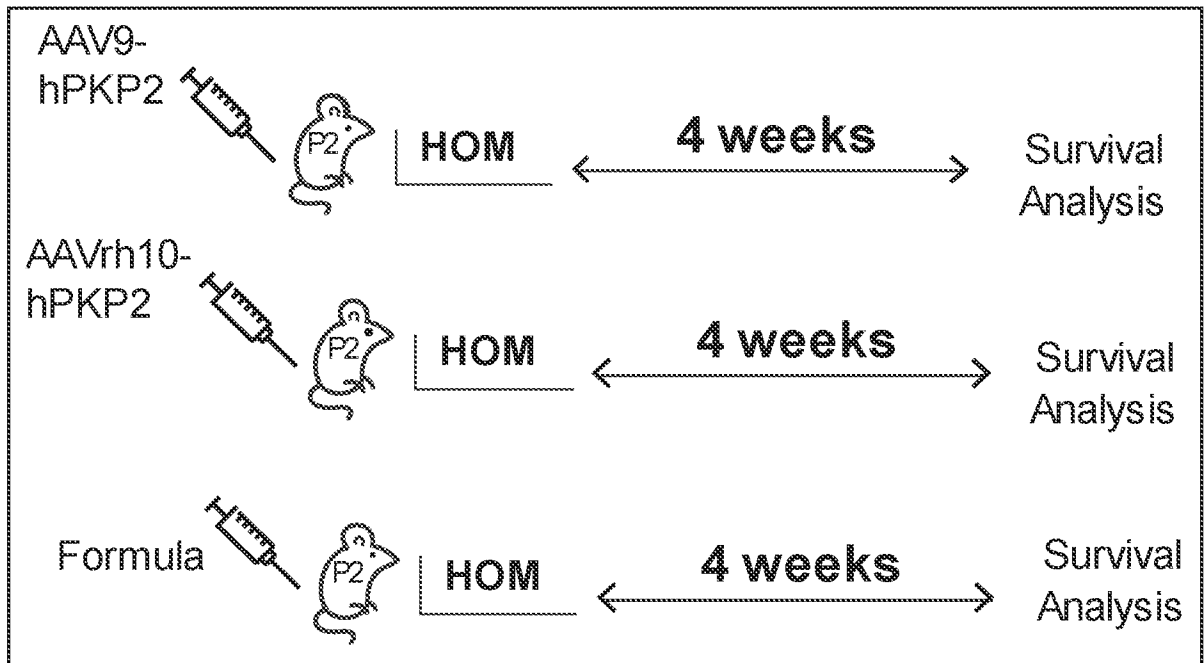 AAV9-
hPKP2
P2
HOM
4 weeks
Survival
Analysis
AAVrh10-
hPKP2
P2
HOM
4 weeks
Survival
Analysis
Formula
P2
HOM
4 weeks
Survival
Analysis